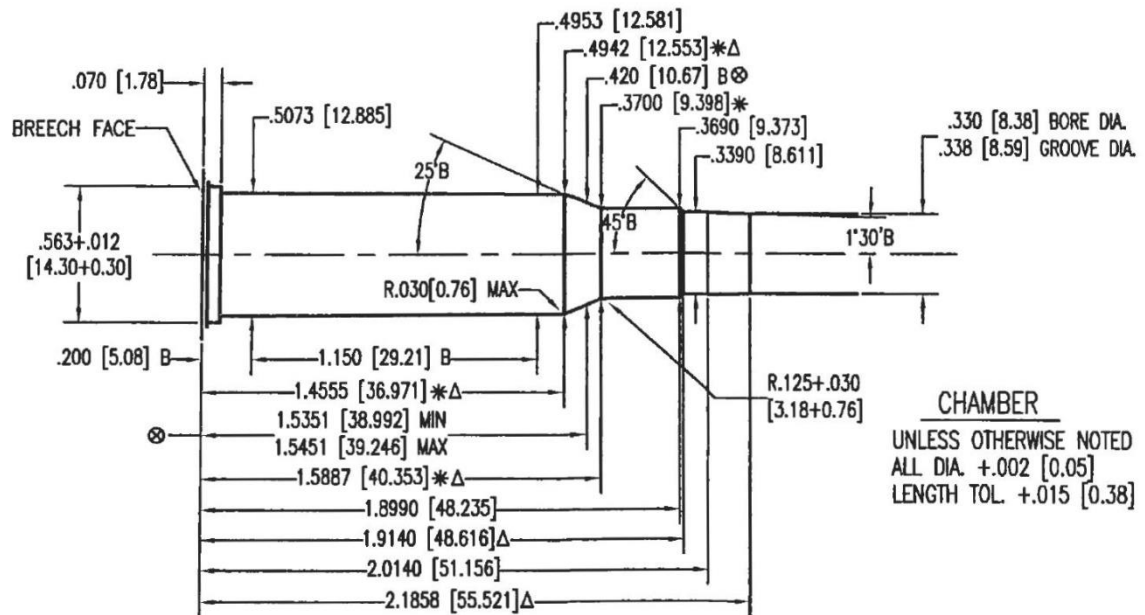 .4953 [12.581]
.4942 [12.553]*Δ
.070 [1.78]
.420 [10.67] B⊗
.3700 [9.398]*
.5073 [12.885]
BREECH FACE
.3690 [9.373]
.330 [8.38] BORE DIA.
.3390 [8.611]
.338 [8.59] GROOVE DIA.
25°B
45°B
1°30'B
.563+.012
[14.30+0.30]
R.030[0.76] MAX
.200 [5.08] B
1.150 [29.21] B
R.125+.030
[3.18+0.76]
1.4555 [36.971]*Δ
CHAMBER
⊗
1.5351 [38.992] MIN
1.5451 [39.246] MAX
UNLESS OTHERWISE NOTED
ALL DIA. +.002 [0.05]
LENGTH TOL. +.015 [0.38]
1.5887 [40.353]*Δ
1.8990 [48.235]
1.9140 [48.616]Δ
2.0140 [51.156]
2.1858 [55.521]Δ